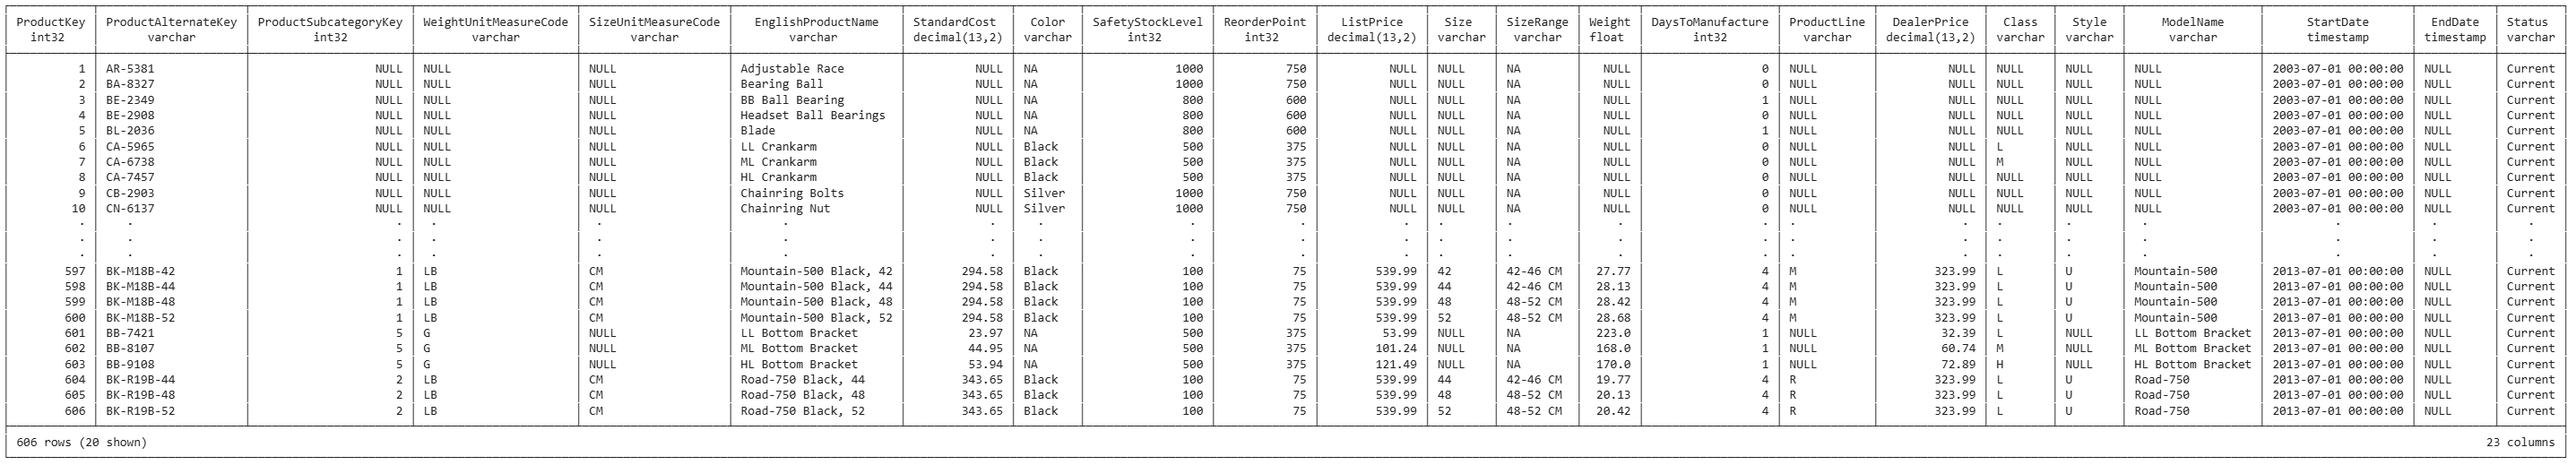 ProductKey ProductAlternateKey ProductSubcategoryKey WeightUnitMeasureCode SizeUnitMeasureCode EnglishProductName StandardCost Color SafetyStockLevel ReorderPoint ListPrice Size SizeRange Weight DaysToManufacture ProductLine DealerPrice Class Style ModelName StartDate EndDate Status
int32 varchar int32 varchar varchar varchar decimal(13,2) varchar int32 int32 decimal(13,2) varchar varchar float int32 varchar decimal(13,2) varchar varchar varchar timestamp timestamp varchar
1 AR-5381 NULL NULL NULL Adjustable Race NULL NA 1000 750 NULL NULL NA NULL 0 NULL NULL NULL NULL NULL 2003-07-01 00:00:00 NULL Current
2 BA-8327 NULL NULL NULL Bearing Ball NULL NA 1000 750 NULL NULL NA NULL 0 NULL NULL NULL NULL NULL 2003-07-01 00:00:00 NULL Current
3 BE-2349 NULL NULL NULL BB Ball Bearing NULL NA 800 600 NULL NULL NA NULL 1 NULL NULL NULL NULL NULL 2003-07-01 00:00:00 NULL Current
4 BE-2908 NULL NULL NULL Headset Ball Bearings NULL NA 800 600 NULL NULL NA NULL 0 NULL NULL NULL NULL NULL 2003-07-01 00:00:00 NULL Current
5 BL-2036 NULL NULL NULL Blade NULL NA 800 600 NULL NULL NA NULL 1 NULL NULL NULL NULL NULL 2003-07-01 00:00:00 NULL Current
6 CA-5965 NULL NULL NULL LL Crankarm NULL Black 500 375 NULL NULL NA NULL 0 NULL NULL L NULL NULL 2003-07-01 00:00:00 NULL Current
7 CA-6738 NULL NULL NULL ML Crankarm NULL Black 500 375 NULL NULL NA NULL 0 NULL NULL M NULL NULL 2003-07-01 00:00:00 NULL Current
8 CA-7457 NULL NULL NULL HL Crankarm NULL Black 500 375 NULL NULL NA NULL 0 NULL NULL NULL NULL NULL 2003-07-01 00:00:00 NULL Current
9 CB-2903 NULL NULL NULL Chainring Bolts NULL Silver 1000 750 NULL NULL NA NULL 0 NULL NULL NULL NULL NULL 2003-07-01 00:00:00 NULL Current
10 CN-6137 NULL NULL NULL Chainring Nut NULL Silver 1000 750 NULL NULL NA NULL 0 NULL NULL NULL NULL NULL 2003-07-01 00:00:00 NULL Current
. . . . . . . . . . . . . . . . . . . . . . .
. . . . . . . . . . . . . . . . . . . . . . .
. . . . . . . . . . . . . . . . . . . . . . .
597 BK-M18B-42 1 LB CM Mountain-500 Black, 42 294.58 Black 100 75 539.99 42 42-46 CM 27.77 4 M 323.99 L U Mountain-500 2013-07-01 00:00:00 NULL Current
598 BK-M18B-44 1 LB CM Mountain-500 Black, 44 294.58 Black 100 75 539.99 44 42-46 CM 28.13 4 M 323.99 L U Mountain-500 2013-07-01 00:00:00 NULL Current
599 BK-M18B-48 1 LB CM Mountain-500 Black, 48 294.58 Black 100 75 539.99 48 48-52 CM 28.42 4 M 323.99 L U Mountain-500 2013-07-01 00:00:00 NULL Current
600 BK-M18B-52 1 LB CM Mountain-500 Black, 52 294.58 Black 100 75 539.99 52 48-52 CM 28.68 4 M 323.99 L U Mountain-500 2013-07-01 00:00:00 NULL Current
601 BB-7421 5 G NULL LL Bottom Bracket 23.97 NA 500 375 53.99 NULL NA 223.0 1 NULL 32.39 L NULL LL Bottom Bracket 2013-07-01 00:00:00 NULL Current
602 BB-8107 5 G NULL ML Bottom Bracket 44.95 NA 500 375 101.24 NULL NA 168.0 1 NULL 60.74 M NULL ML Bottom Bracket 2013-07-01 00:00:00 NULL Current
603 BB-9108 5 G NULL HL Bottom Bracket 53.94 NA 500 375 121.49 NULL NA 170.0 1 NULL 72.89 H NULL HL Bottom Bracket 2013-07-01 00:00:00 NULL Current
604 BK-R19B-44 2 LB CM Road-750 Black, 44 343.65 Black 100 75 539.99 44 42-46 CM 19.77 4 R 323.99 L U Road-750 2013-07-01 00:00:00 NULL Current
605 BK-R19B-48 2 LB CM Road-750 Black, 48 343.65 Black 100 75 539.99 48 48-52 CM 20.13 4 R 323.99 L U Road-750 2013-07-01 00:00:00 NULL Current
606 BK-R19B-52 2 LB CM Road-750 Black, 52 343.65 Black 100 75 539.99 52 48-52 CM 20.42 4 R 323.99 L U Road-750 2013-07-01 00:00:00 NULL Current
606 rows (20 shown) 23 columns